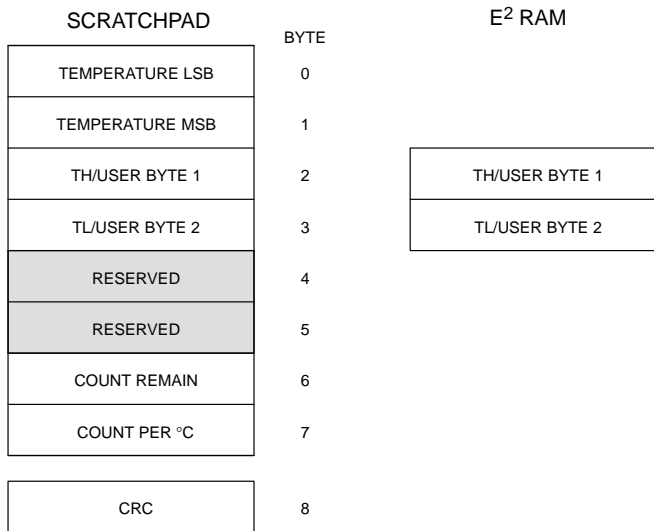 SCRATCHPAD
BYTE
E² RAM
TEMPERATURE LSB 0
TEMPERATURE MSB 1
TH/USER BYTE 1 2 TH/USER BYTE 1
TL/USER BYTE 2 3 TL/USER BYTE 2
RESERVED 4
RESERVED 5
COUNT REMAIN 6
COUNT PER °C 7
CRC 8